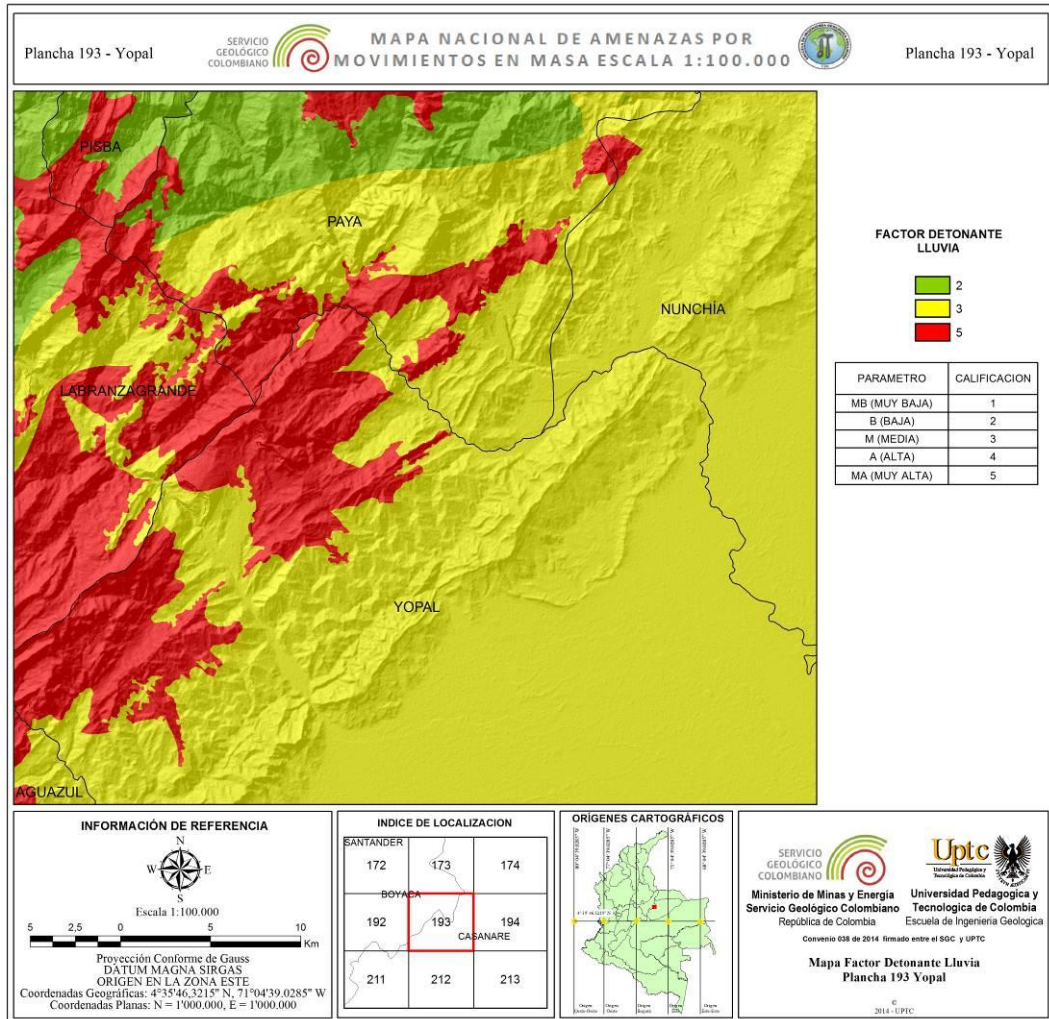 Plancha 193 - Yopal
SERVICIO
GEOLÓGICO
COLOMBIANO
MAPA NACIONAL DE AMENAZAS POR
MOVIMIENTOS EN MASA ESCALA 1:100.000
Plancha 193 - Yopal
PISBA
PAYA
NUNCHÍA
LABRANZAGRANDE
YOPAL
AGUAZUL
FACTOR DETONANTE
LLUVIA
2
3
5
PARAMETRO CALIFICACION
MB (MUY BAJA) 1
B (BAJA) 2
M (MEDIA) 3
A (ALTA) 4
MA (MUY ALTA) 5
INFORMACIÓN DE REFERENCIA
N
W E
S
Escala 1:100.000
5 2,5 0 5 10
Km
Proyección Conforme de Gauss
DATUM MAGNA SIRGAS
ORIGEN EN LA ZONA ESTE
Coordenadas Geográficas: 4°35'46,3215" N, 71°04'39.0285" W
Coordenadas Planas: N = 1'000.000, E = 1'000.000
INDICE DE LOCALIZACION
SANTANDER
172 173 174
BOYACA
192 193 194
CASANARE
211 212 213
ORÍGENES CARTOGRÁFICOS
SERVICIO
GEOLÓGICO
COLOMBIANO
Ministerio de Minas y Energía
Servicio Geológico Colombiano
República de Colombia
Uptc
Universidad Pedagógica y
Tecnológica de Colombia
Universidad Pedagogica y
Tecnologica de Colombia
Escuela de Ingenieria Geologica
Convenio 038 de 2014 firmado entre el SGC y UPTC
Mapa Factor Detonante Lluvia
Plancha 193 Yopal
©
2014 - UPTC